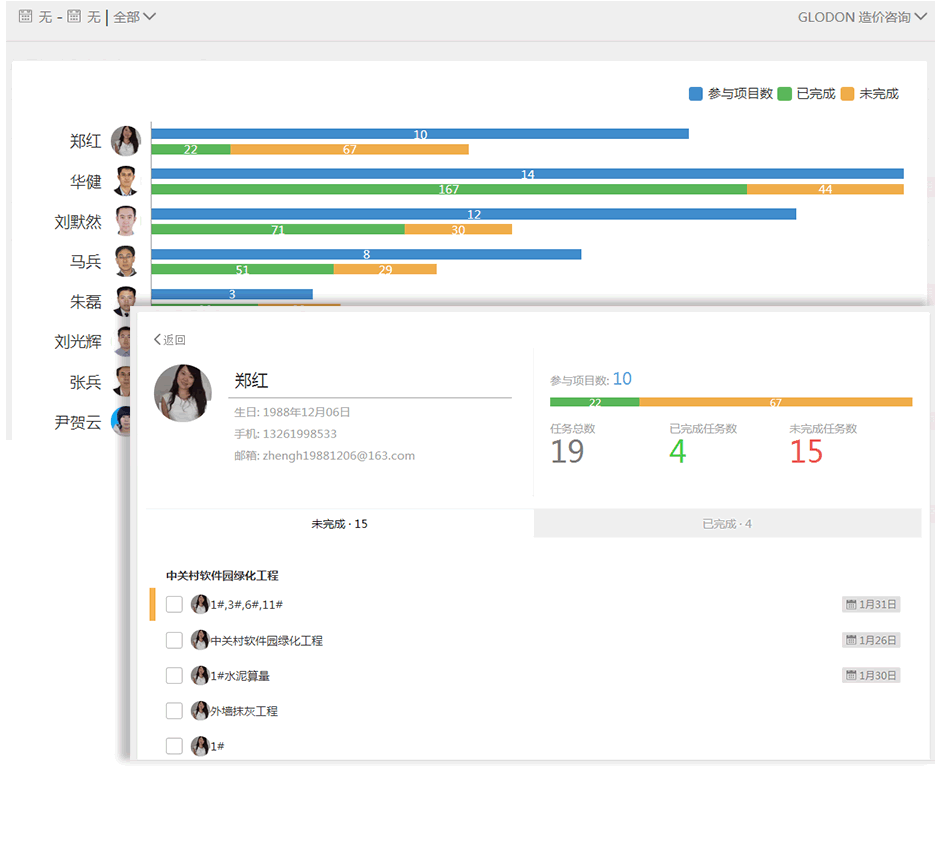 无 - 无 | 全部
GLODON 造价咨询
参与项目数 已完成 未完成
郑红
10
22 67
华健
14
167 44
刘默然
12
71 30
马兵
8
51 29
朱磊
3
刘光辉
张兵
尹贺云
返回
郑红
生日: 1988年12月06日
手机: 13261998533
邮箱: zhengh19881206@163.com
参与项目数: 10
22 67
任务总数 已完成任务数 未完成任务数
19 4 15
未完成 · 15
已完成 · 4
中关村软件园绿化工程
1#,3#,6#,11# 1月31日
中关村软件园绿化工程 1月26日
1#水泥算量 1月30日
外墙抹灰工程
1#